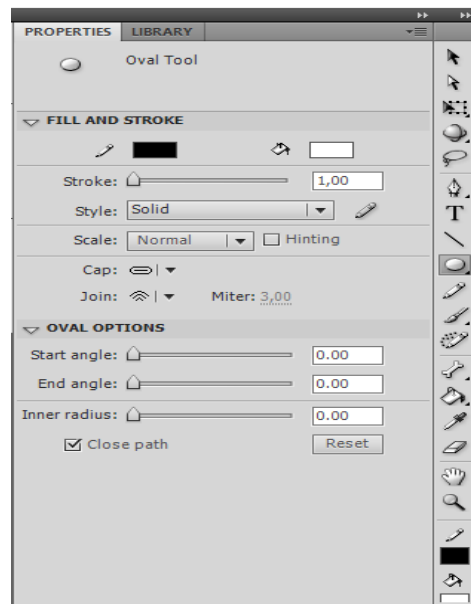 PROPERTIES LIBRARY
Oval Tool
FILL AND STROKE
Stroke: 1,00
Style: Solid
Scale: Normal Hinting
Cap:
Join: Miter: 3,00
OVAL OPTIONS
Start angle: 0.00
End angle: 0.00
Inner radius: 0.00
Close path Reset
T